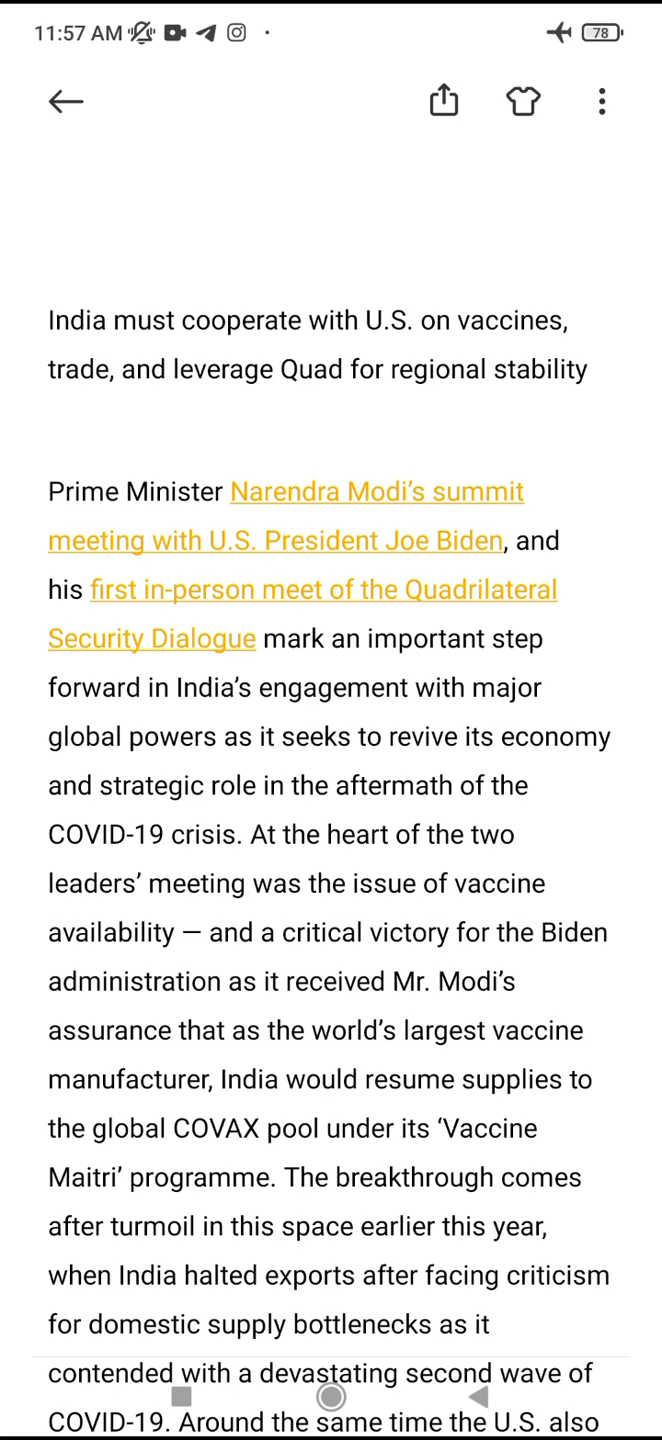 11:57 AM
78
India must cooperate with U.S. on vaccines,
trade, and leverage Quad for regional stability
Prime Minister Narendra Modi’s summit
meeting with U.S. President Joe Biden, and
his first in-person meet of the Quadrilateral
Security Dialogue mark an important step
forward in India’s engagement with major
global powers as it seeks to revive its economy
and strategic role in the aftermath of the
COVID-19 crisis. At the heart of the two
leaders’ meeting was the issue of vaccine
availability — and a critical victory for the Biden
administration as it received Mr. Modi’s
assurance that as the world’s largest vaccine
manufacturer, India would resume supplies to
the global COVAX pool under its ‘Vaccine
Maitri’ programme. The breakthrough comes
after turmoil in this space earlier this year,
when India halted exports after facing criticism
for domestic supply bottlenecks as it
contended with a devastating second wave of
COVID-19. Around the same time the U.S. also